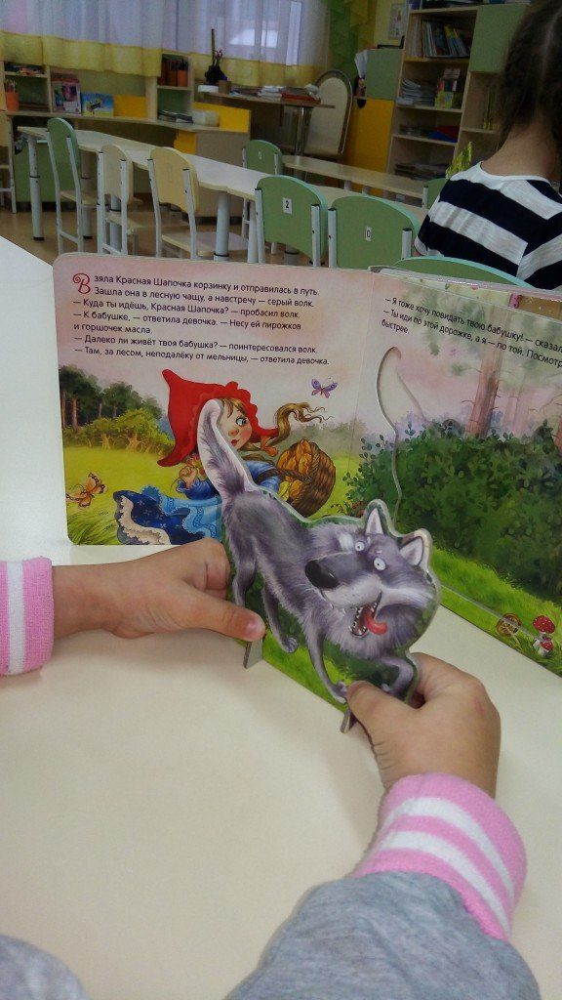 Взяла Красная Шапочка корзинку и отправилась в путь.
Зашла она в лесную чащу, а навстречу — серый волк.
— Куда ты идёшь, Красная Шапочка? — пробасил волк.
— К бабушке, — ответила девочка. — Несу ей пирожков
и горшочек масла.
— Далеко ли живёт твоя бабушка? — поинтересовался волк.
— Там, за лесом, неподалёку от мельницы, — ответила девочка.
— Я тоже хочу повидать твою бабушку! — сказал
— Ты иди по этой дорожке, а я — по той. Посмотр
быстрее.
2
0